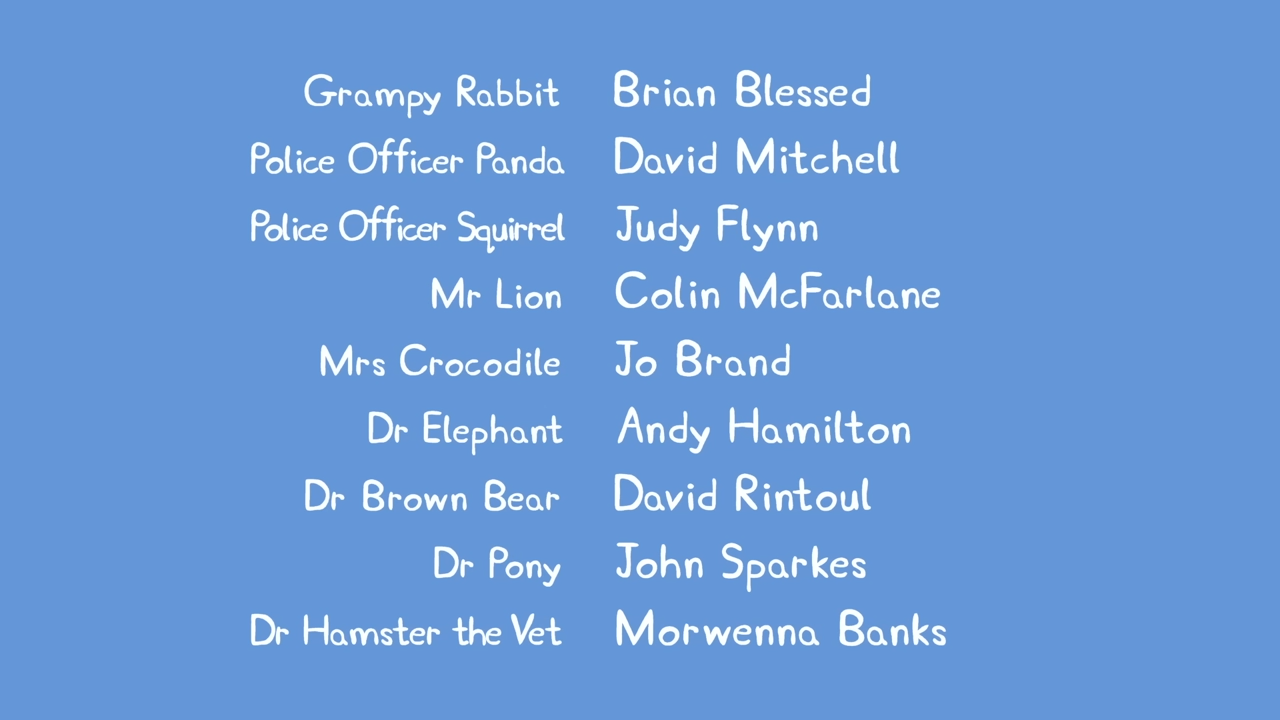 Grampy Rabbit Brian Blessed
Police Officer Panda David Mitchell
Police Officer Squirrel Judy Flynn
Mr Lion Colin McFarlane
Mrs Crocodile Jo Brand
Dr Elephant Andy Hamilton
Dr Brown Bear David Rintoul
Dr Pony John Sparkes
Dr Hamster the Vet Morwenna Banks